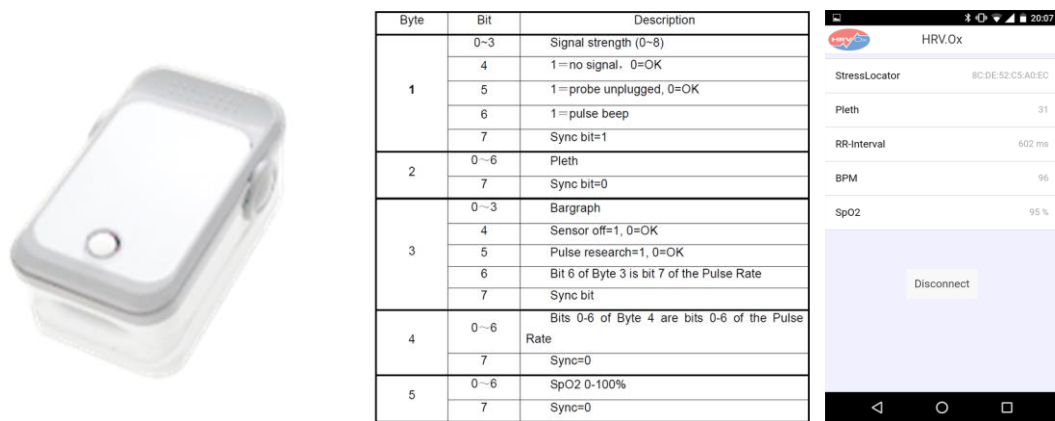 Byte Bit Description
1
0~3 Signal strength (0~8)
4 1=no signal. 0=OK
5 1=probe unplugged, 0=OK
6 1=pulse beep
7 Sync bit=1
2
0~6 Pleth
7 Sync bit=0
3
0~3 Bargraph
4 Sensor off=1, 0=OK
5 Pulse research=1, 0=OK
6 Bit 6 of Byte 3 is bit 7 of the Pulse Rate
7 Sync bit
4
0~6 Bits 0-6 of Byte 4 are bits 0-6 of the Pulse
Rate
7 Sync=0
5
0~6 SpO2 0-100%
7 Sync=0
20:07
HRV.Ox
HRV.Ox
StressLocator 8C:DE:52:C5:A0:EC
Pleth 31
RR-Interval 602 ms
BPM 96
SpO2 95 %
Disconnect